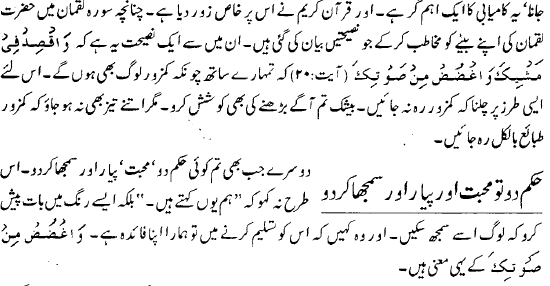 جانا' یہ کامیابی کا ایک اہم گر ہے۔ اور قرآن کریم نے اس پر خاص زور دیا ہے۔ چنانچہ سورہ لقمان میں حضرت
لقمان کی اپنے بیٹے کو مخاطب کر کے جو نصیحتیں بیان کی گئی ہیں۔ ان میں سے ایک نصیحت یہ ہے کہ وَاقْصِدْ فِیْ
مَشْیِکَ وَاغْضُضْ مِنْ صَوْتِکَ (آیت: ۲۰) کہ تمہارے ساتھ چونکہ کمزور لوگ بھی ہوں گے۔ اس لئے
ایسی طرز پر چلنا کہ کمزور رہ نہ جائیں۔ بیشک تم آگے بڑھنے کی بھی کوشش کرو۔ مگر اتنے تیز بھی نہ ہو جاؤ کہ کمزور
طبائع بالکل رہ جائیں۔
حکم دو تو محبت اور پیار اور سمجھا کر دو
دوسرے جب بھی تم کوئی حکم دو' محبت' پیار اور سمجھا کر دو۔ اس
طرح نہ کہو کہ "ہم یوں کہتے ہیں۔" بلکہ ایسے رنگ میں بات پیش
کرو کہ لوگ اسے سمجھ سکیں۔ اور وہ کہیں کہ اس کو تسلیم کرنے میں تو ہمارا اپنا فائدہ ہے۔ وَاغْضُضْ مِنْ
صَوْتِکَ کے یہی معنی ہیں۔